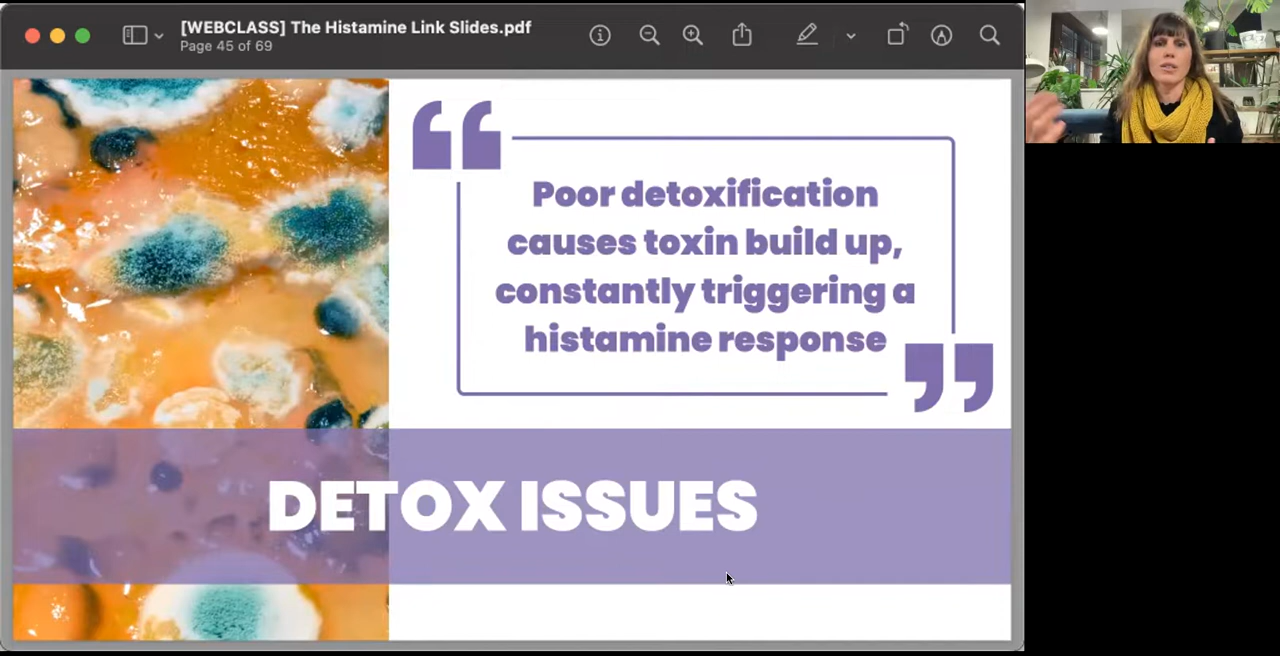 [WEBCLASS] The Histamine Link Slides.pdf
Page 45 of 69
Poor detoxification
causes toxin build up,
constantly triggering a
histamine response
DETOX ISSUES